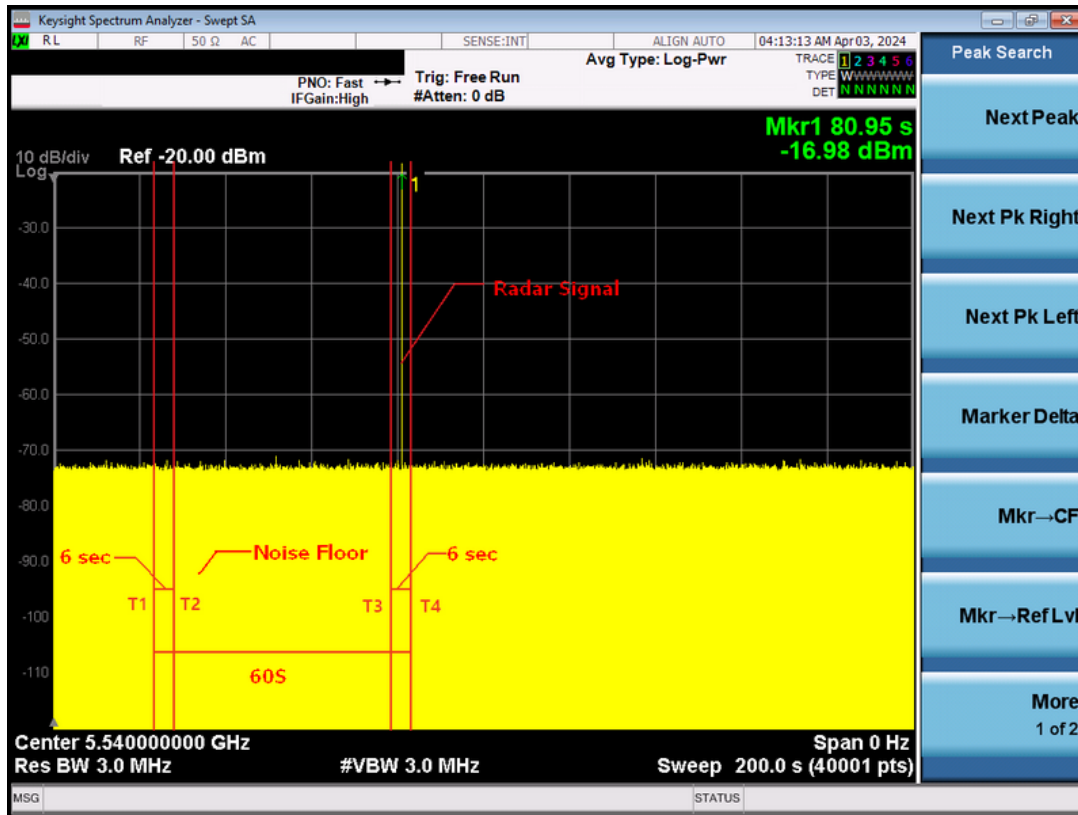 Keysight Spectrum Analyzer - Swept SA
LXI RL RF 50 Ω AC SENSE:INT ALIGN AUTO 04:13:13 AM Apr 03, 2024
Avg Type: Log-Pwr TRACE 1 2 3 4 5 6
PNO: Fast Trig: Free Run TYPE WWWWWW
IFGain:High #Atten: 0 dB DET N N N N N N
Mkr1 80.95 s
-16.98 dBm
10 dB/div Ref -20.00 dBm
Log
1
-30.0
-40.0
Radar Signal
-50.0
-60.0
-70.0
-80.0
-90.0 6 sec Noise Floor 6 sec
T1 T2 T3 T4
-100
-110
60S
Center 5.540000000 GHz Span 0 Hz
Res BW 3.0 MHz #VBW 3.0 MHz Sweep 200.0 s (40001 pts)
MSG STATUS
Peak Search
Next Peak
Next Pk Right
Next Pk Left
Marker Delta
Mkr→CF
Mkr→Ref Lvl
More
1 of 2